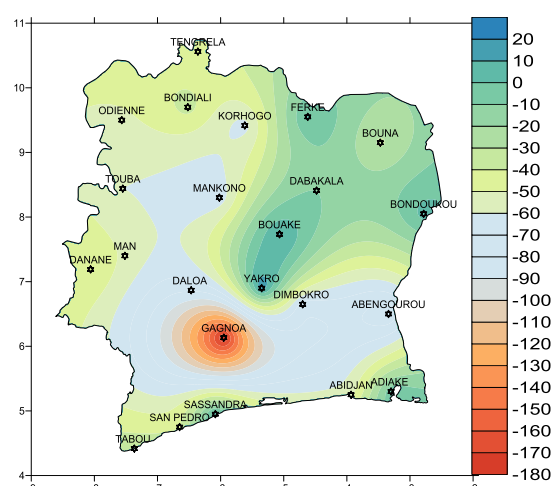 11
TENGRELA
20
10
10
BONDIALI
0
ODIENNE
KORHOGO
FERKE
-10
BOUNA
-20
9
-30
TOUBA
MANKONO
DABAKALA
-40
BONDOUKOU
-50
8
BOUAKE
-60
MAN
-70
DANANE
-80
7
DALOA
YAKRO
DIMBOKRO
-90
ABENGOUROU
-100
GAGNOA
-110
6
-120
-130
ABIDJAN
ADIAKE
-140
SASSANDRA
5
SAN PEDRO
-150
TABOU
-160
-170
4
-180